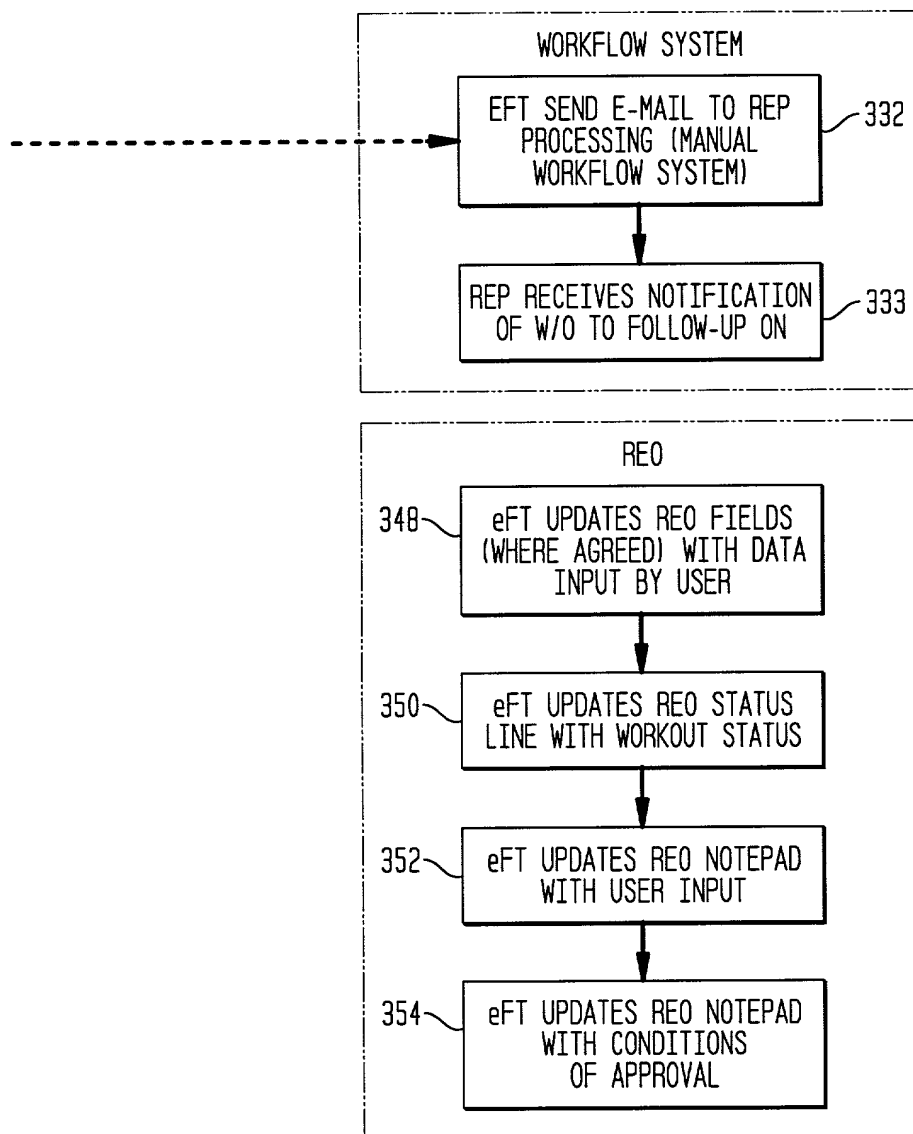 WORKFLOW SYSTEM
EFT SEND E-MAIL TO REP
PROCESSING (MANUAL
WORKFLOW SYSTEM)
332
REP RECEIVES NOTIFICATION
OF W/O TO FOLLOW-UP ON
333
REO
348
eFT UPDATES REO FIELDS
(WHERE AGREED) WITH DATA
INPUT BY USER
350
eFT UPDATES REO STATUS
LINE WITH WORKOUT STATUS
352
eFT UPDATES REO NOTEPAD
WITH USER INPUT
354
eFT UPDATES REO NOTEPAD
WITH CONDITIONS
OF APPROVAL